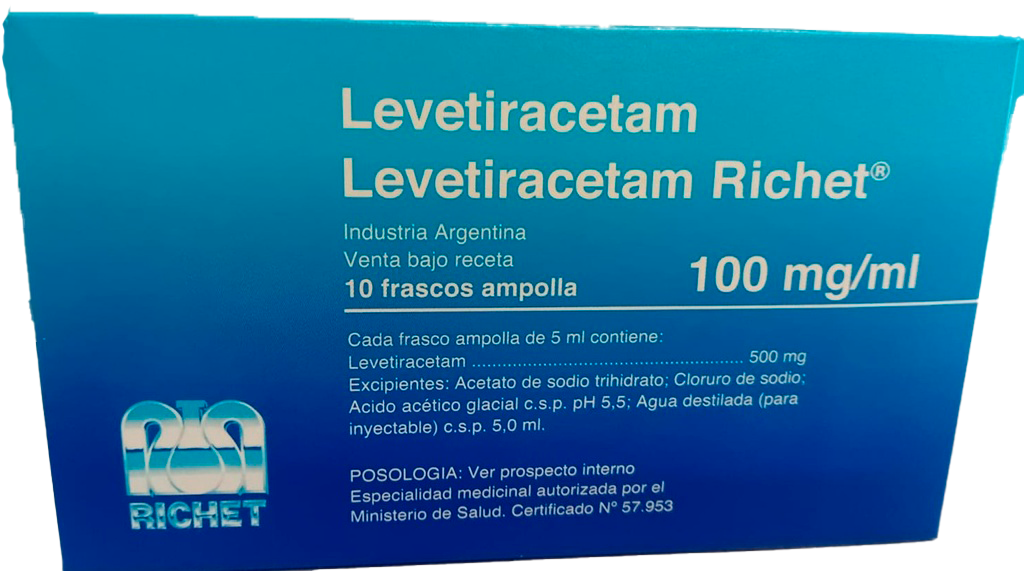 Levetiracetam
Levetiracetam Richet®
Industria Argentina
Venta bajo receta
10 frascos ampolla
100 mg/ml
Cada frasco ampolla de 5 ml contiene:
Levetiracetam ...................................................... 500 mg
Excipientes: Acetato de sodio trihidrato; Cloruro de sodio;
Acido acético glacial c.s.p. pH 5,5; Agua destilada (para
inyectable) c.s.p. 5,0 ml.
POSOLOGIA: Ver prospecto interno
Especialidad medicinal autorizada por el
Ministerio de Salud. Certificado Nº 57.953
RICHET